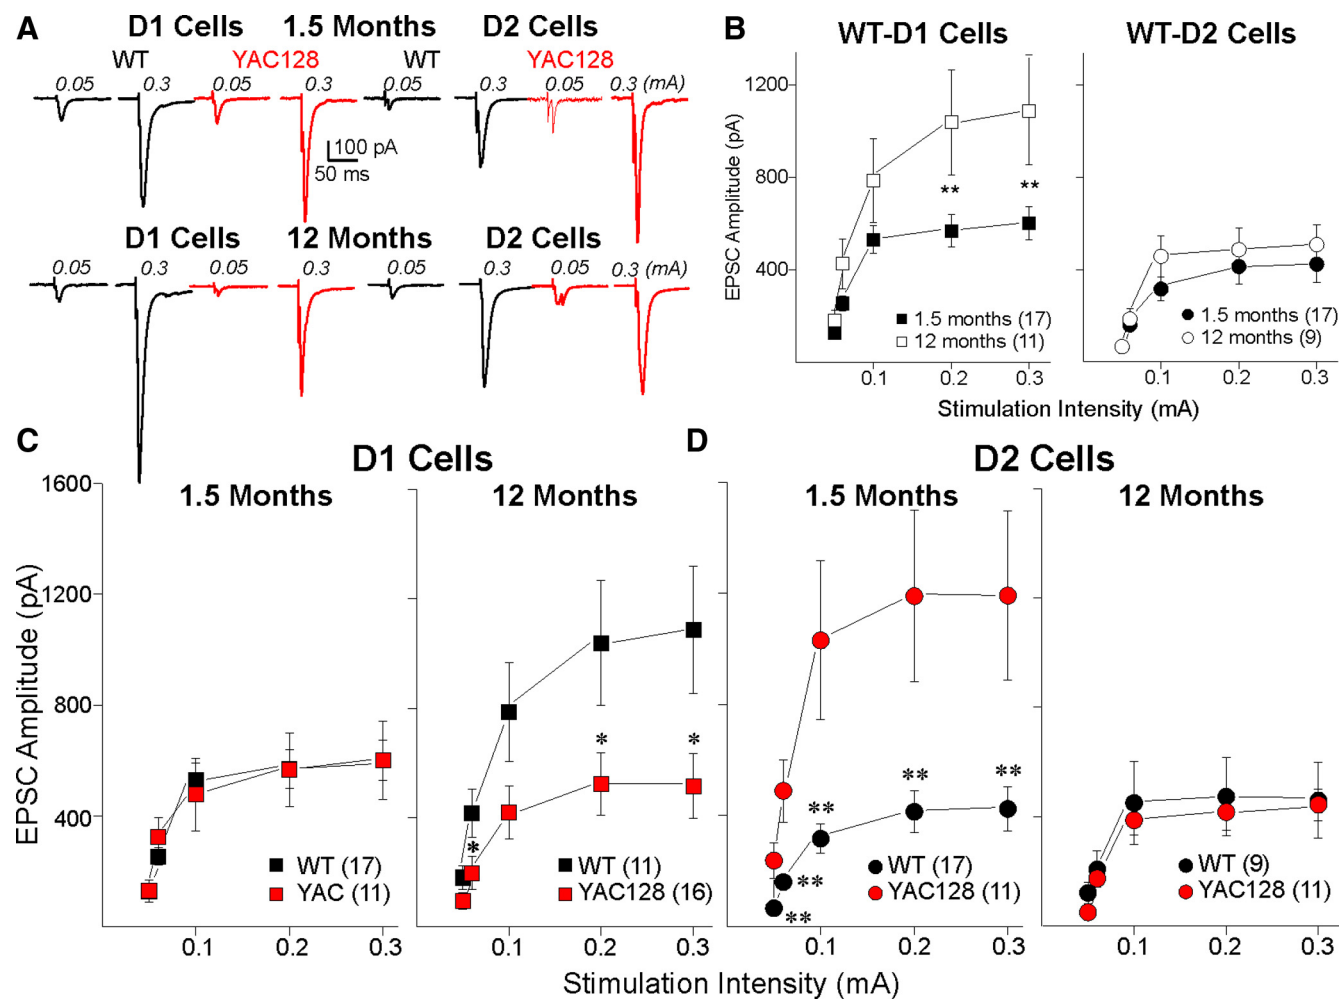 A
D1 Cells 1.5 Months D2 Cells
WT YAC128 WT YAC128
0.05 0.3 0.05 0.3 0.05 0.3 0.05 0.3 (mA)
100 pA
50 ms
D1 Cells 12 Months D2 Cells
0.05 0.3 0.05 0.3 0.05 0.3 0.05 0.3 (mA)
B
WT-D1 Cells WT-D2 Cells
EPSC Amplitude (pA)
1200
800
400
** **
1.5 months (17)
12 months (11)
1.5 months (17)
12 months (9)
0.1 0.2 0.3 0.1 0.2 0.3
Stimulation Intensity (mA)
C
D1 Cells
1.5 Months 12 Months
EPSC Amplitude (pA)
1600
1200
800
400
* * *
WT (17)
YAC (11)
WT (11)
YAC128 (16)
0.1 0.2 0.3 0.1 0.2 0.3
D
D2 Cells
1.5 Months 12 Months
** ** ** ** **
WT (17)
YAC128 (11)
WT (9)
YAC128 (11)
0.1 0.2 0.3 0.1 0.2 0.3
Stimulation Intensity (mA)